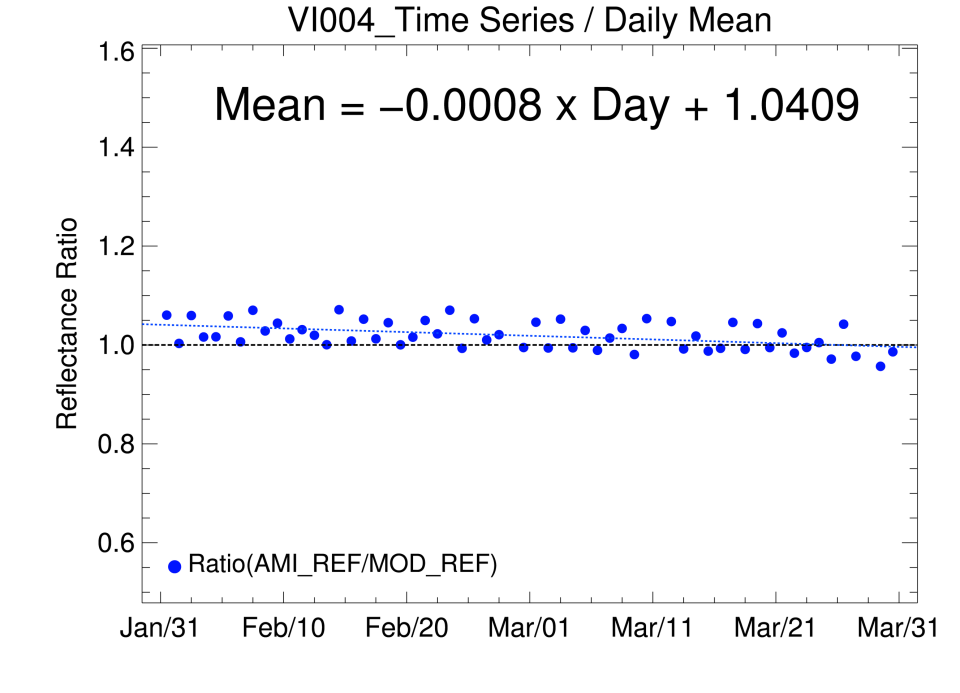 VI004_Time Series / Daily Mean
Mean = −0.0008 x Day + 1.0409
Reflectance Ratio
1.6
1.4
1.2
1.0
0.8
0.6
Ratio(AMI_REF/MOD_REF)
Jan/31 Feb/10 Feb/20 Mar/01 Mar/11 Mar/21 Mar/31